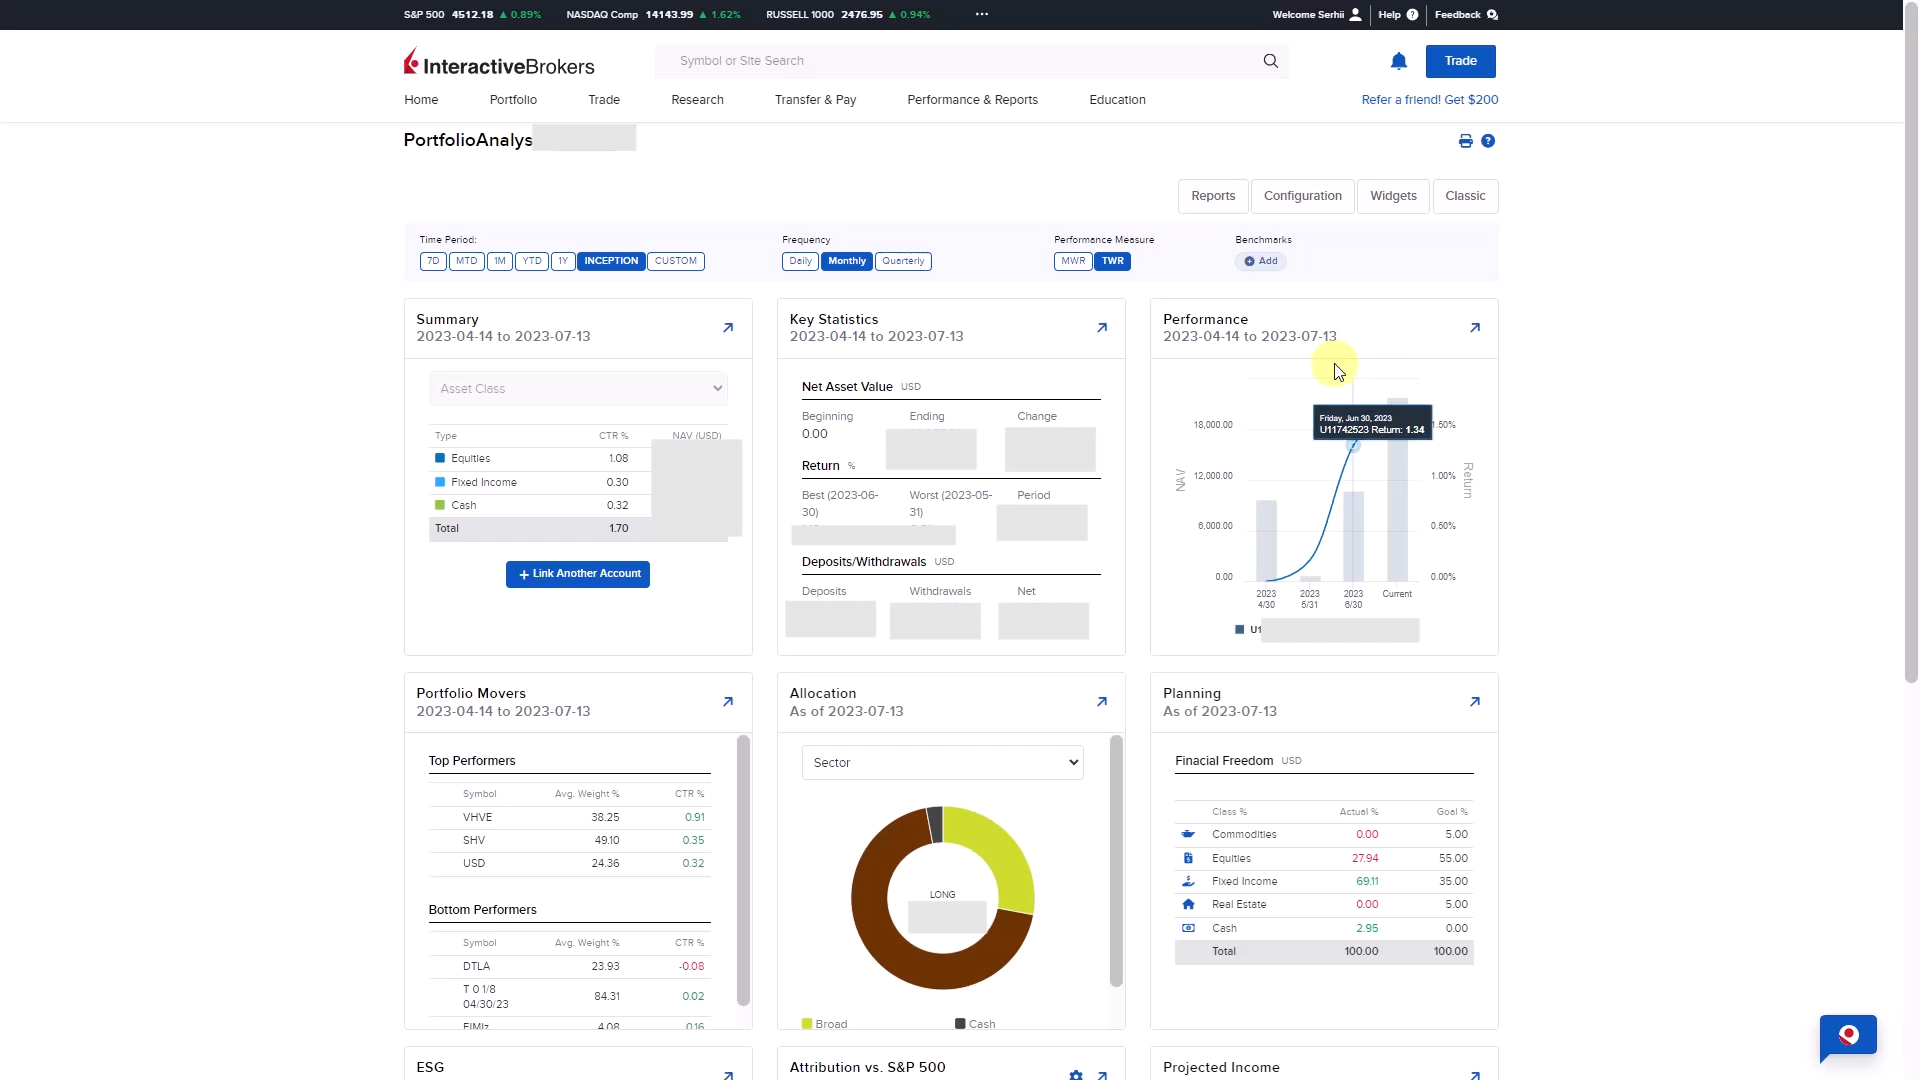 S&P 500 4512.18 ▲ 0.89% NASDAQ Comp 14143.99 ▲ 1.62% RUSSELL 1000 2476.95 ▲ 0.94% ••• Welcome Serhii Help Feedback
InteractiveBrokers Symbol or Site Search Trade
Home Portfolio Trade Research Transfer & Pay Performance & Reports Education Refer a friend! Get $200
PortfolioAnalys
Reports Configuration Widgets Classic
Time Period: Frequency Performance Measure Benchmarks
7D MTD 1M YTD 1Y INCEPTION CUSTOM Daily Monthly Quarterly MWR TWR Add
Summary
2023-04-14 to 2023-07-13
Asset Class
Type CTR % NAV (USD)
Equities 1.08
Fixed Income 0.30
Cash 0.32
Total 1.70
+ Link Another Account
Key Statistics
2023-04-14 to 2023-07-13
Net Asset Value USD
Beginning Ending Change
0.00
Return %
Best (2023-06-30) Worst (2023-05-31) Period
Deposits/Withdrawals USD
Deposits Withdrawals Net
Performance
2023-04-14 to 2023-07-13
Friday, Jun 30, 2023
U11742523 Return: 1.34
18,000.00 1.50%
NAV 12,000.00 1.00% Return
6,000.00 0.50%
0.00 0.00%
2023 2023 2023 Current
4/30 5/31 6/30
U1
Portfolio Movers
2023-04-14 to 2023-07-13
Top Performers
Symbol Avg. Weight % CTR %
VHVE 38.25 0.91
SHV 49.10 0.35
USD 24.36 0.32
Bottom Performers
Symbol Avg. Weight % CTR %
DTLA 23.93 -0.08
T 0 1/8
04/30/23 84.31 0.02
4.08 0.16
Allocation
As of 2023-07-13
Sector
LONG
Broad Cash
Planning
As of 2023-07-13
Finacial Freedom USD
Class % Actual % Goal %
Commodities 0.00 5.00
Equities 27.94 55.00
Fixed Income 69.11 35.00
Real Estate 0.00 5.00
Cash 2.95 0.00
Total 100.00 100.00
ESG
Attribution vs. S&P 500
Projected Income